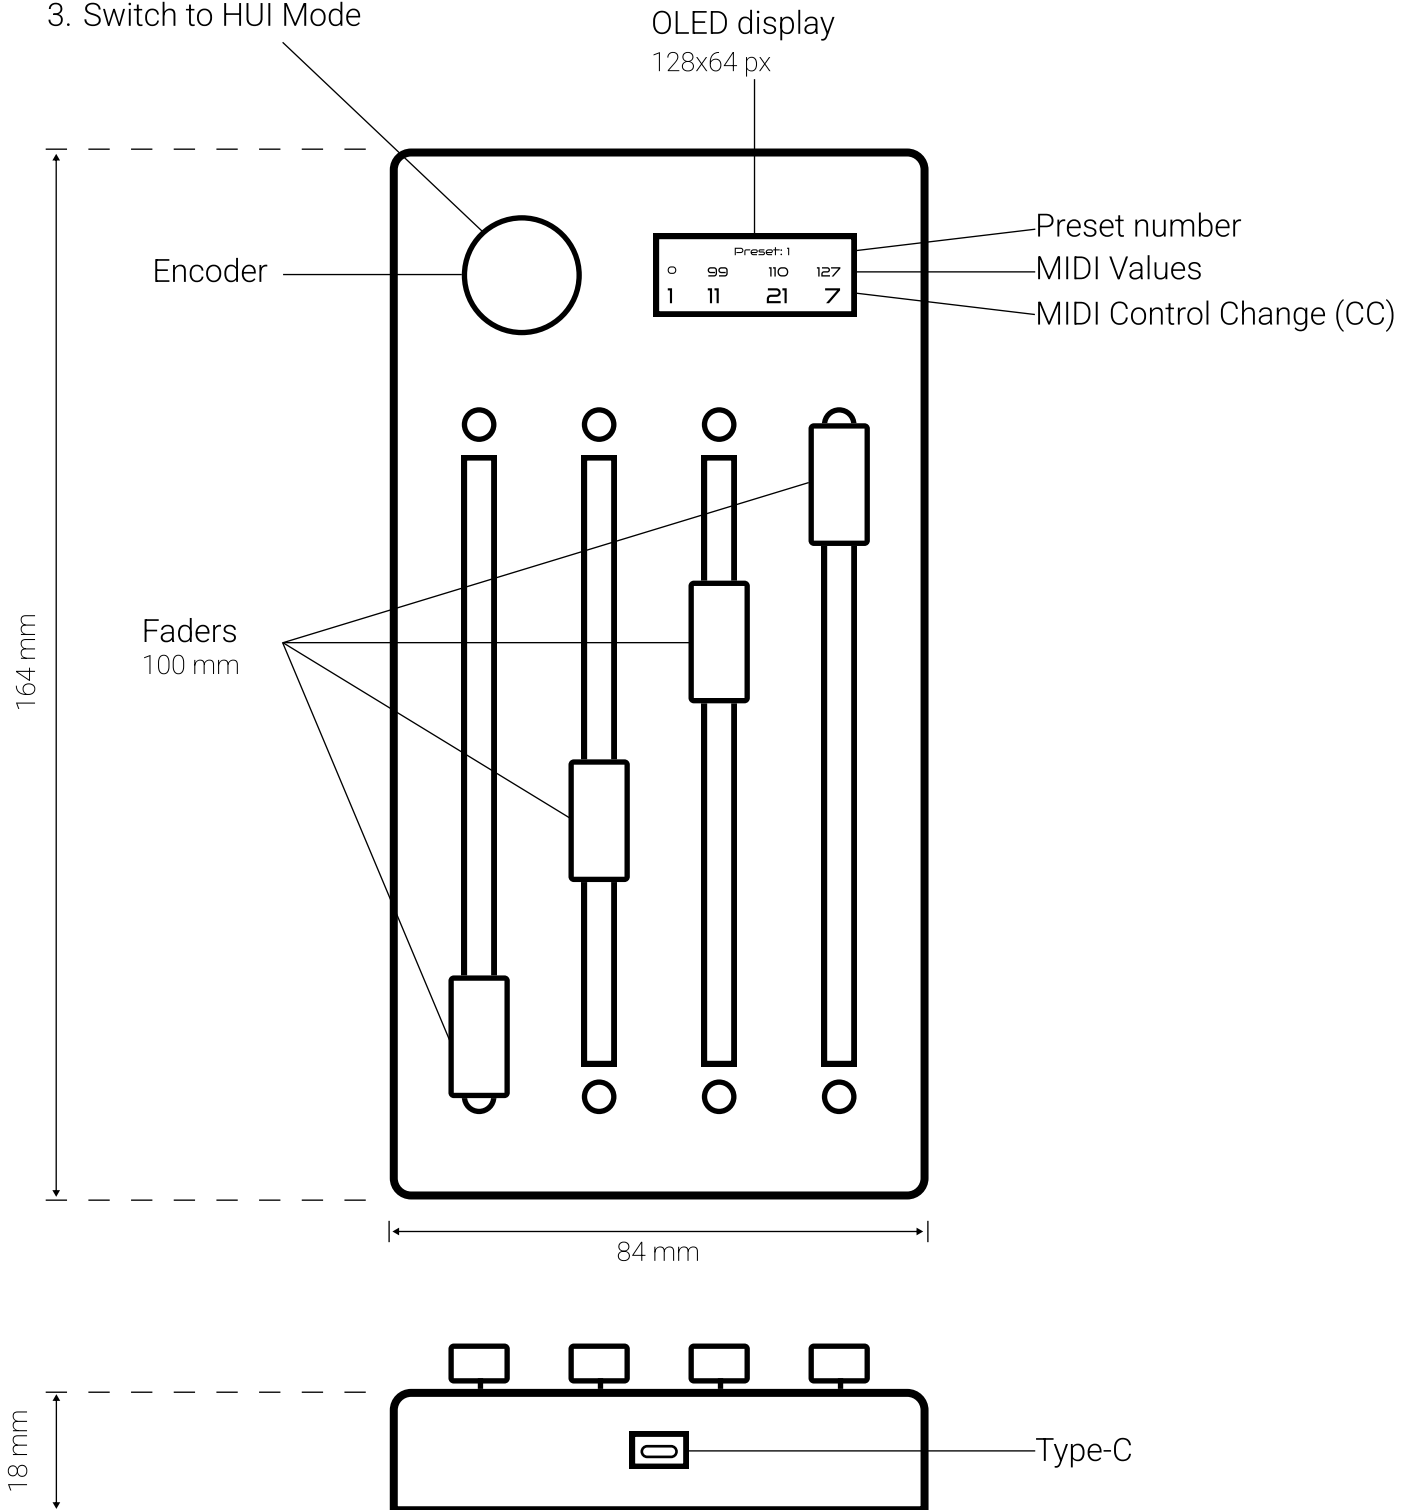 3. Switch to HUI Mode
OLED display
128x64 px
Preset number
Encoder
Preset: 1
0 99 110 127
1 11 21 7
MIDI Values
MIDI Control Change (CC)
Faders
100 mm
164 mm
84 mm
18 mm
Type-C